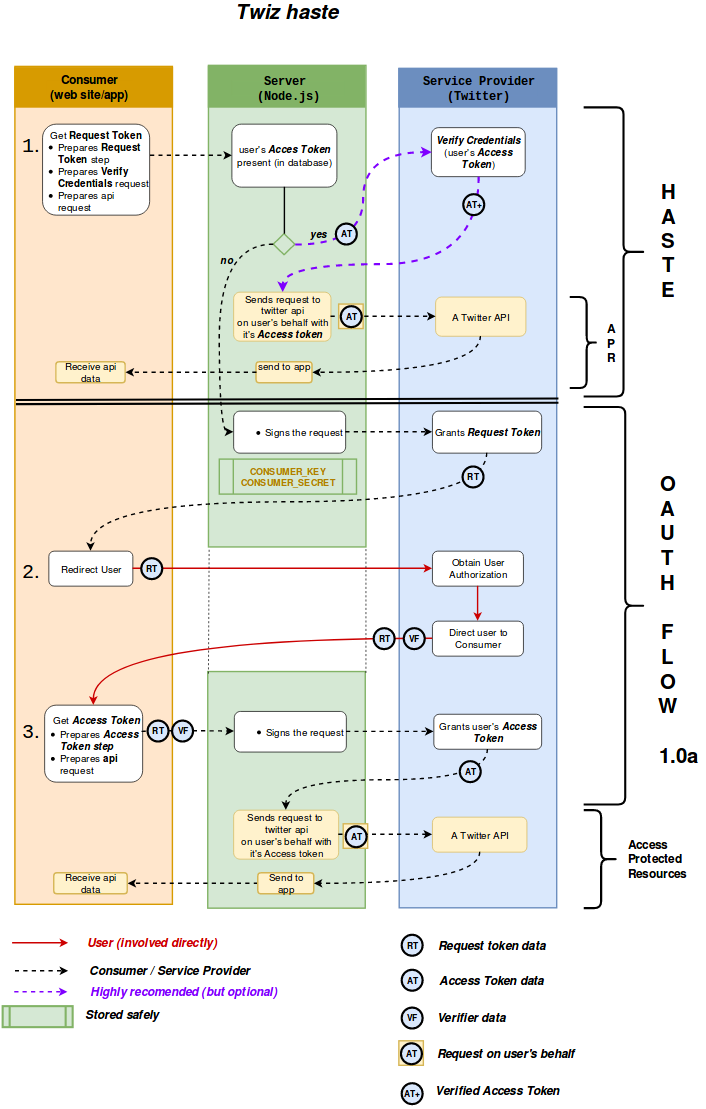 Twiz haste
Consumer
(web site/app)
Server
(Node.js)
Service Provider
(Twitter)
1.
Get Request Token
• Prepares Request
Token step
• Prepares Verify
Credentials request
• Prepares api
request
user's Acces Token
present (in database)
Verify Credentials
(user's Access
Token)
AT+
yes
AT
no
Sends request to
twitter api
on user's behalf with
it's Access token
AT
A Twitter API
Receive api
data
send to app
H
A
S
T
E
A
P
R
• Signs the request
Grants Request Token
CONSUMER_KEY
CONSUMER_SECRET
RT
2.
Redirect User
RT
Obtain User
Authorization
RT
VF
Direct user to
Consumer
3.
Get Access Token
• Prepares Access
Token step
• Prepares api
request
RT
VF
• Signs the request
Grants user's Access
Token
AT
O
A
U
T
H
F
L
O
W
1.0a
Sends request to
twitter api
on user's behalf with
it's Access token
AT
A Twitter API
Receive api
data
Send to
app
Access
Protected
Resources
User (involved directly)
Consumer / Service Provider
Highly recomended (but optional)
Stored safely
RT
Request token data
AT
Access Token data
VF
Verifier data
AT
Request on user's behalf
AT+
Verified Access Token